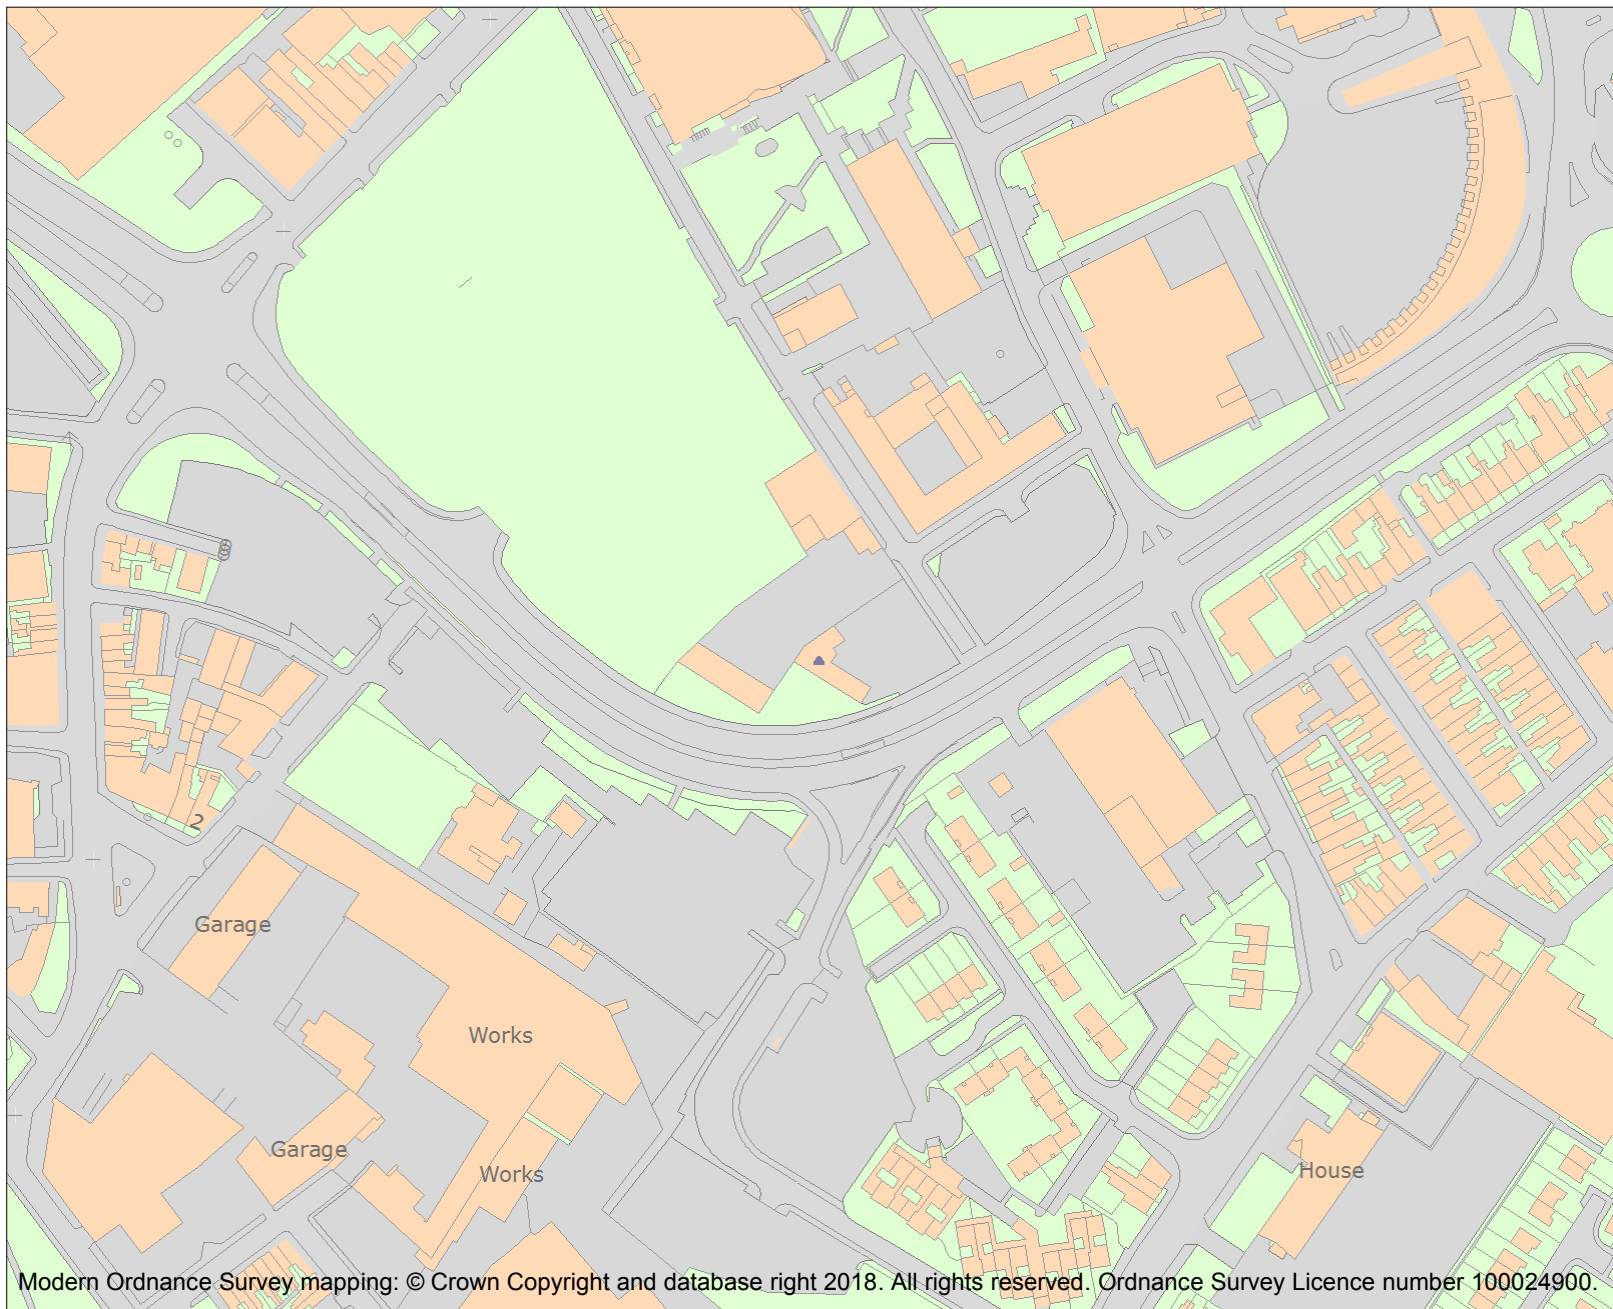 2
Garage
Works
Garage
Works
House
Modern Ordnance Survey mapping: © Crown Copyright and database right 2018. All rights reserved. Ordnance Survey Licence number 100024900.